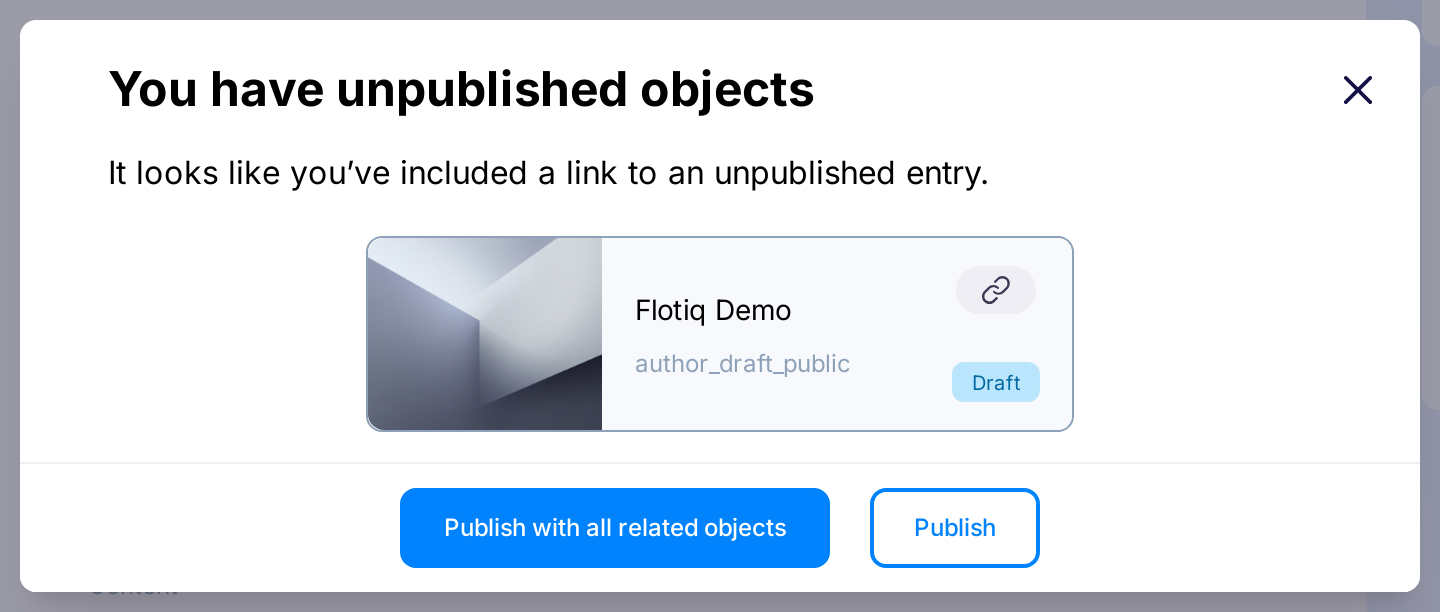 You have unpublished objects
It looks like you’ve included a link to an unpublished entry.
Flotiq Demo
author_draft_public
Draft
Publish with all related objects
Publish